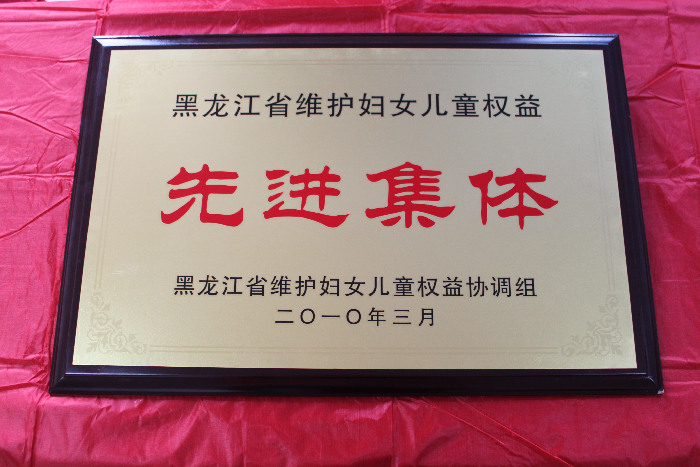 黑龙江省维护妇女儿童权益
先进集体
黑龙江省维护妇女儿童权益协调组
二〇一〇年三月